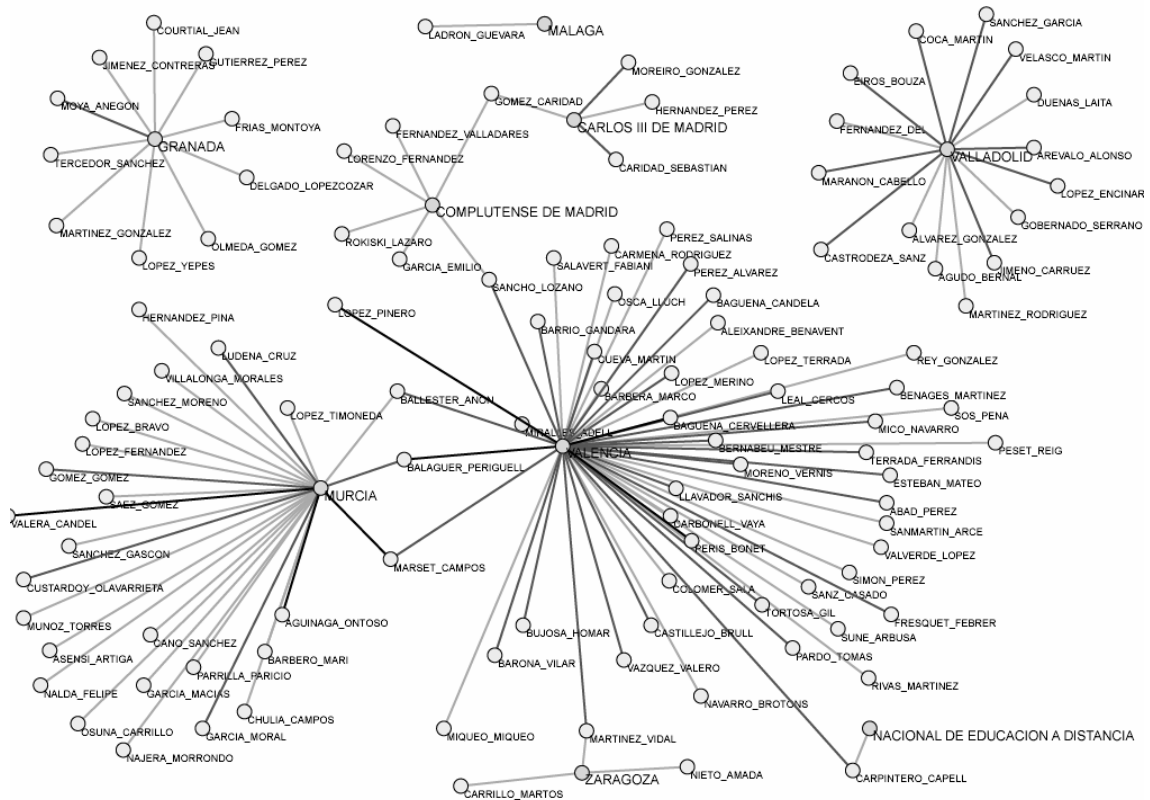 COURTIAL_JEAN
LADRON_GUEVARA
MALAGA
SANCHEZ_GARCIA
COCA_MARTIN
VELASCO_MARTIN
JIMENEZ_CONTRERAS
GUTIERREZ_PEREZ
MOREIRO_GONZALEZ
EIROS_BOUZA
MOYA_ANEGON
GOMEZ_CARIDAD
HERNANDEZ_PEREZ
DUENAS_LAITA
FRIAS_MONTOYA
CARLOS III DE MADRID
FERNANDEZ_VALLADARES
FERNANDEZ_DEL
GRANADA
TERCEDOR_SANCHEZ
LORENZO_FERNANDEZ
CARIDAD_SEBASTIAN
VALLADOLID
AREVALO_ALONSO
DELGADO_LOPEZCOZAR
MARANON_CABELLO
LOPEZ_ENCINAR
COMPLUTENSE DE MADRID
MARTINEZ_GONZALEZ
OLMEDA_GOMEZ
ROKISKI_LAZARO
PEREZ_SALINAS
ALVAREZ_GONZALEZ
GOBERNADO_SERRANO
LOPEZ_YEPES
GARCIA_EMILIO
SALAVERT_FABIANI
CARMENA_RODRIGUEZ
CASTRODEZA_SANZ
SANCHO_LOZANO
PEREZ_ALVAREZ
AGUDO_BERNAL
JIMENO_CARRUEZ
HERNANDEZ_PINA
LOPEZ_PINERO
OSCA_LLUCH
BAGUENA_CANDELA
MARTINEZ_RODRIGUEZ
BARRIO_GANDARA
ALEIXANDRE_BENAVENT
LUDENA_CRUZ
CUEVA_MARTIN
LOPEZ_TERRADA
REY_GONZALEZ
VILLALONGA_MORALES
LOPEZ_MERINO
SANCHEZ_MORENO
BALLESTER_ANON
BARBERA_MARCO
LEAL_CERCOS
BENAGES_MARTINEZ
LOPEZ_TIMONEDA
SOS_PENA
LOPEZ_BRAVO
MIRALLES_ADELL
BAGUENA_CERVELLERA
MICO_NAVARRO
LOPEZ_FERNANDEZ
VALENCIA
BERNABEU_MESTRE
PESET_REIG
GOMEZ_GOMEZ
BALAGUER_PERIGUELL
MORENO_VERNIS
TERRADA_FERRANDIS
ESTEBAN_MATEO
SAEZ_GOMEZ
MURCIA
LLAVADOR_SANCHIS
ABAD_PEREZ
VALERA_CANDEL
CARBONELL_VAYA
SANMARTIN_ARCE
SANCHEZ_GASCON
MARSET_CAMPOS
PERIS_BONET
VALVERDE_LOPEZ
CUSTARDOY_OLAVARRIETA
COLOMER_SALA
SIMON_PEREZ
SANZ_CASADO
MUNOZ_TORRES
AGUINAGA_ONTOSO
TORTOSA_GIL
FRESQUET_FEBRER
CANO_SANCHEZ
BUJOSA_HOMAR
CASTILLEJO_BRULL
SUNE_ARBUSA
ASENSI_ARTIGA
BARBERO_MARI
BARONA_VILAR
VAZQUEZ_VALERO
PARDO_TOMAS
PARRILLA_PARICIO
NALDA_FELIPE
GARCIA_MACIAS
RIVAS_MARTINEZ
NAVARRO_BROTONS
CHULIA_CAMPOS
OSUNA_CARRILLO
GARCIA_MORAL
MIQUEO_MIQUEO
MARTINEZ_VIDAL
NACIONAL DE EDUCACION A DISTANCIA
NAJERA_MORRONDO
ZARAGOZA
NIETO_AMADA
CARPINTERO_CAPELL
CARRILLO_MARTOS